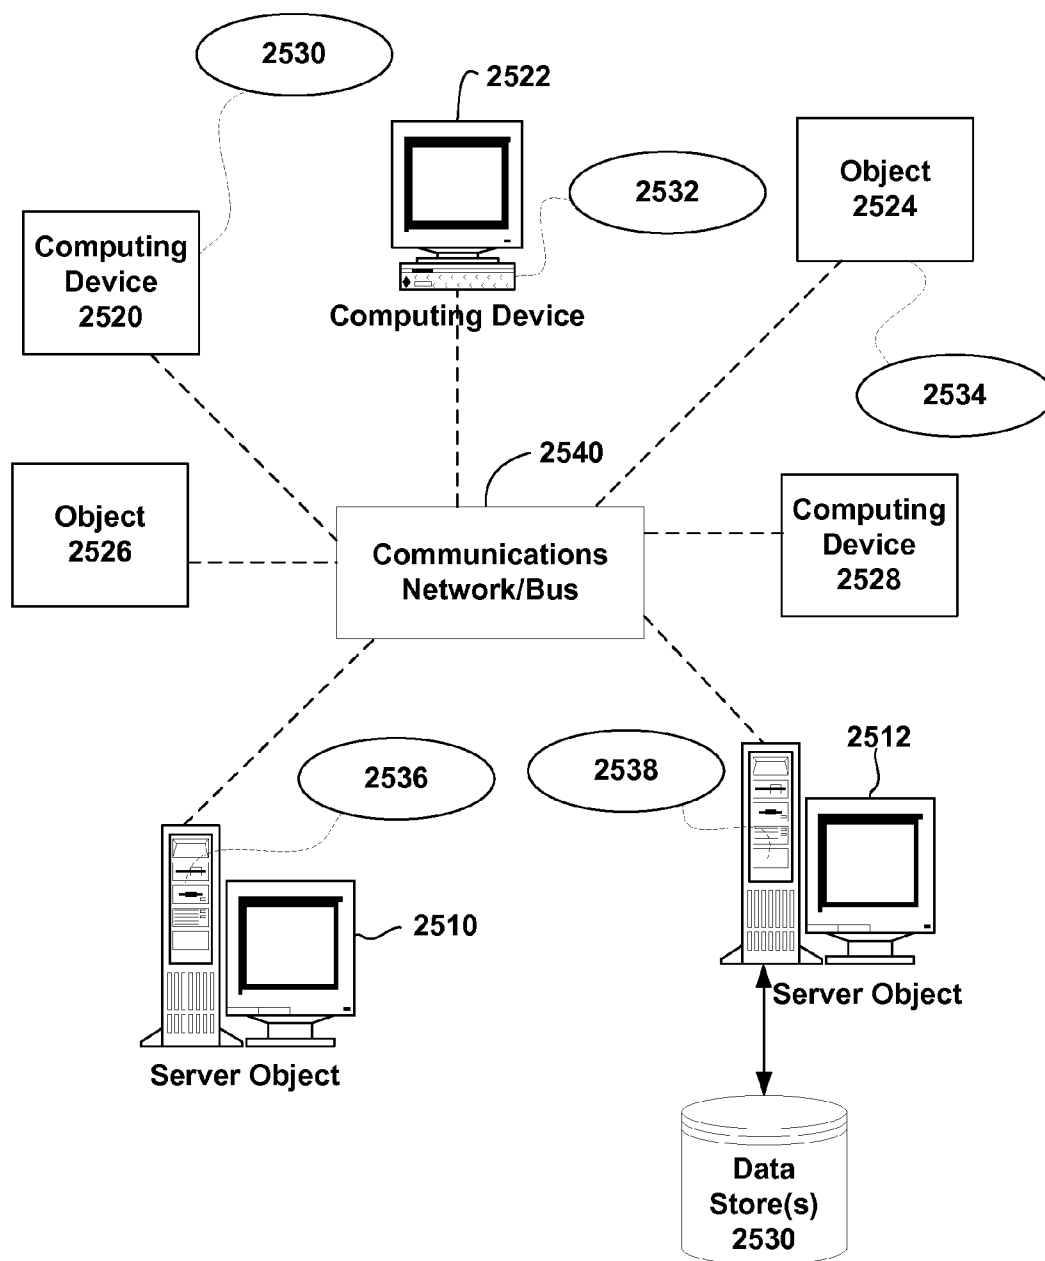 2530
2522
2532
Object
2524
Computing
Device
2520
Computing Device
2534
2540
Object
2526
Communications
Network/Bus
Computing
Device
2528
2536
2538
2512
2510
Server Object
Server Object
Data
Store(s)
2530